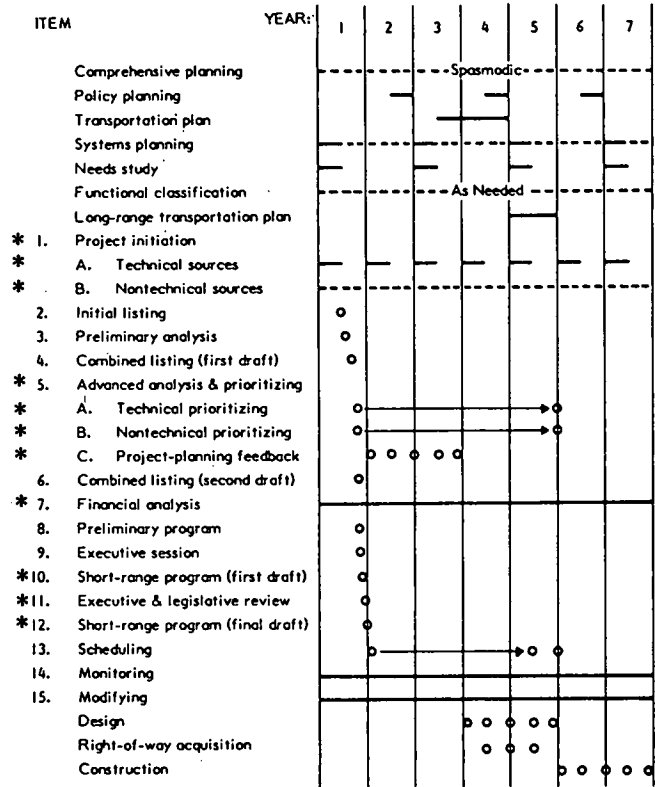 ITEM YEAR: 1 2 3 4 5 6 7
Comprehensive planning Spasmodic
Policy planning
Transportation plan
Systems planning
Needs study
Functional classification As Needed
Long-range transportation plan
* 1. Project initiation
* A. Technical sources
* B. Nontechnical sources
2. Initial listing
3. Preliminary analysis
4. Combined listing (first draft)
* 5. Advanced analysis & prioritizing
* A. Technical prioritizing
* B. Nontechnical prioritizing
* C. Project-planning feedback
6. Combined listing (second draft)
* 7. Financial analysis
8. Preliminary program
9. Executive session
*10. Short-range program (first draft)
*11. Executive & legislative review
*12. Short-range program (final draft)
13. Scheduling
14. Monitoring
15. Modifying
Design
Right-of-way acquisition
Construction